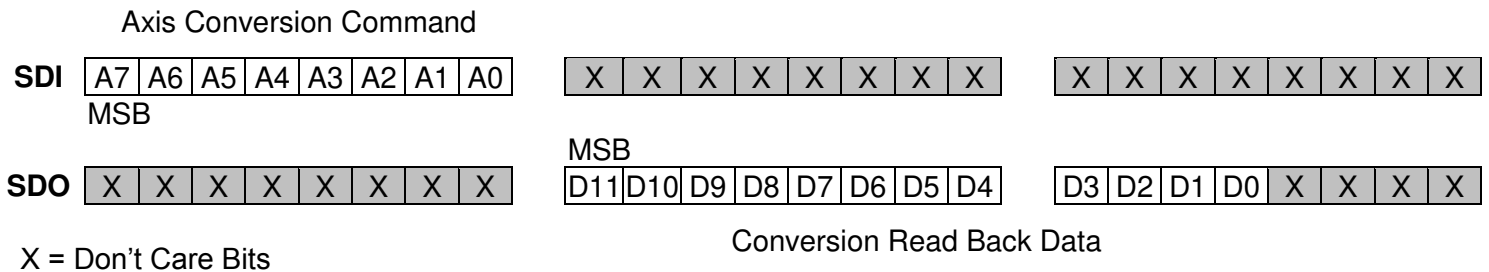 Axis Conversion Command
SDI A7 A6 A5 A4 A3 A2 A1 A0 X X X X X X X X X X X X X X X X
MSB
MSB
SDO X X X X X X X X D11 D10 D9 D8 D7 D6 D5 D4 D3 D2 D1 D0 X X X X
Conversion Read Back Data
X = Don't Care Bits